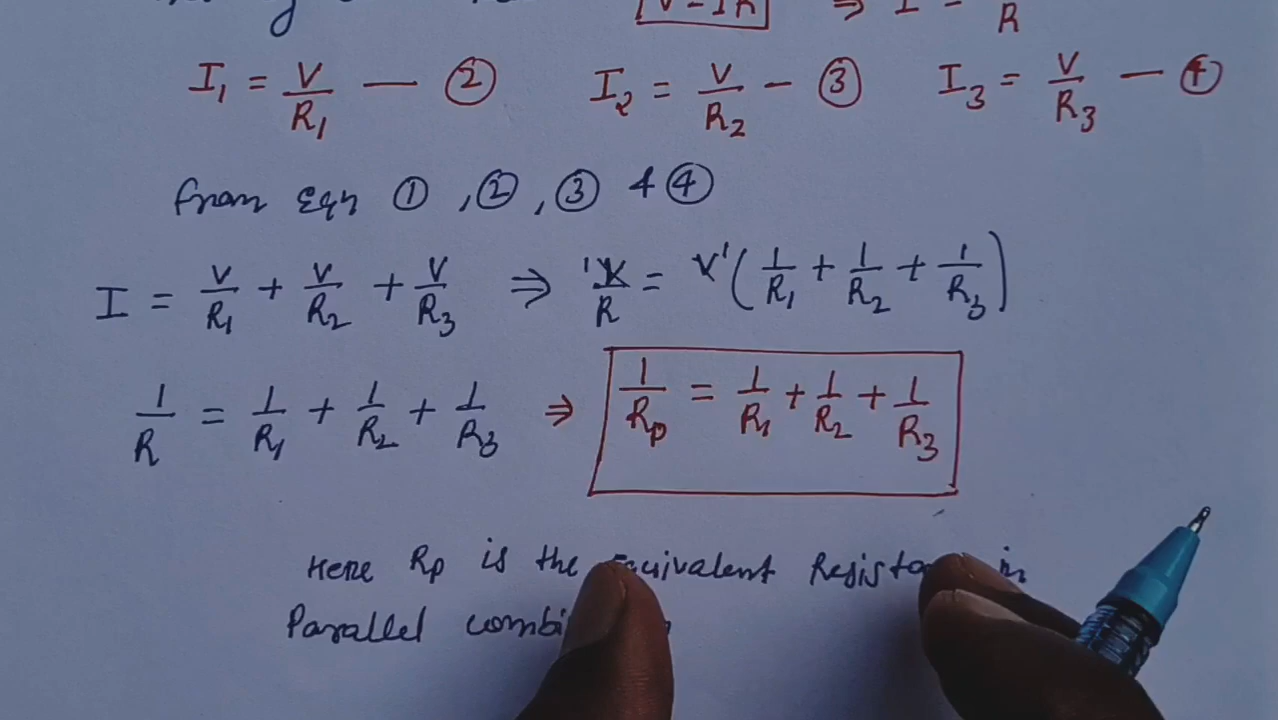 V = IR ⇒ I = V/R
I₁ = V/R₁ — ② I₂ = V/R₂ — ③ I₃ = V/R₃ — ④
from Eqn ① , ② , ③ & ④
I = V/R₁ + V/R₂ + V/R₃ ⇒ V/R = V(1/R₁ + 1/R₂ + 1/R₃)
1/R = 1/R₁ + 1/R₂ + 1/R₃ ⇒ 1/Rp = 1/R₁ + 1/R₂ + 1/R₃
Here Rp is the Equivalent in
Parallel